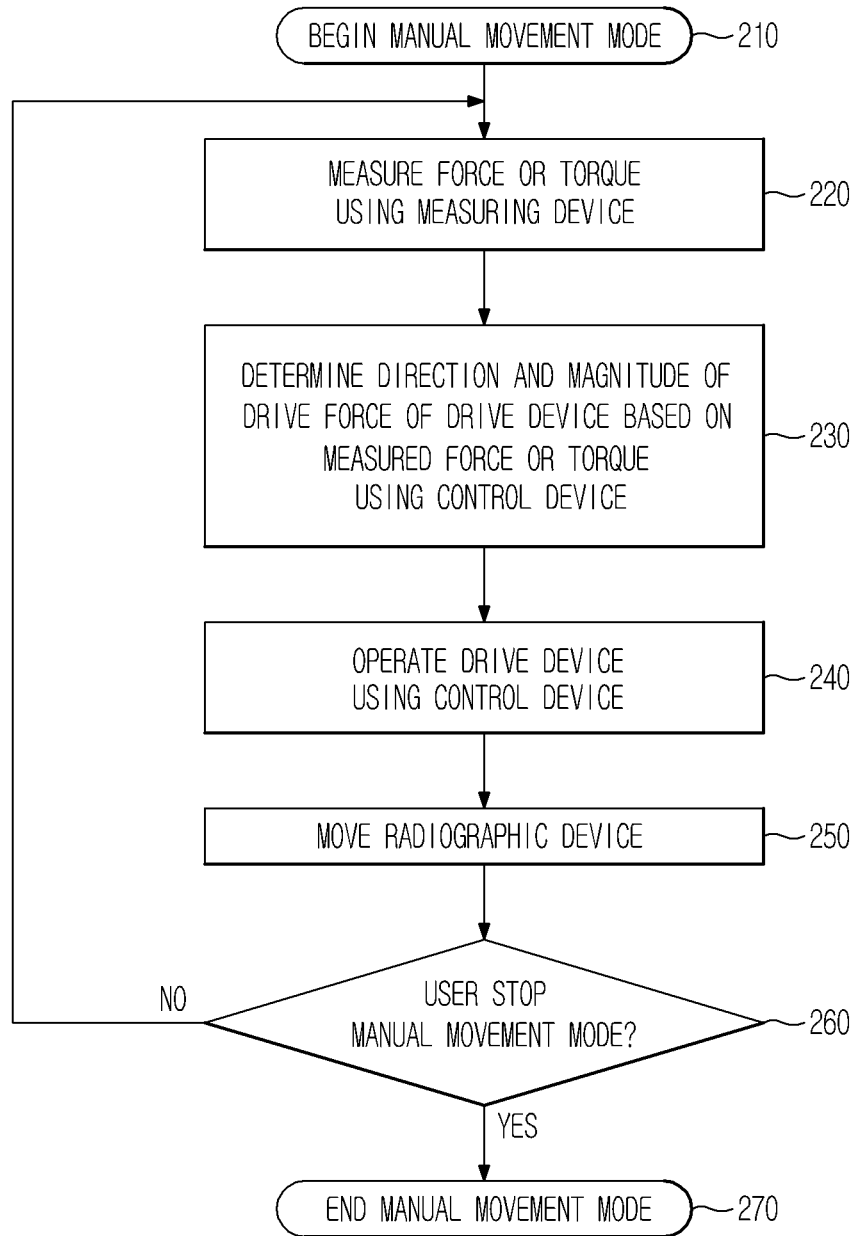 BEGIN MANUAL MOVEMENT MODE 210
MEASURE FORCE OR TORQUE
USING MEASURING DEVICE
220
DETERMINE DIRECTION AND MAGNITUDE OF
DRIVE FORCE OF DRIVE DEVICE BASED ON
MEASURED FORCE OR TORQUE
USING CONTROL DEVICE
230
OPERATE DRIVE DEVICE
USING CONTROL DEVICE
240
MOVE RADIOGRAPHIC DEVICE 250
NO
USER STOP
MANUAL MOVEMENT MODE?
260
YES
END MANUAL MOVEMENT MODE 270